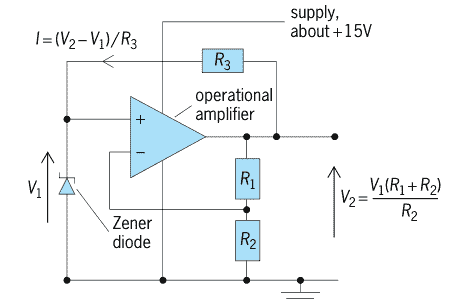 supply,
about +15V
I=(V₂–V₁)/R₃
R₃
operational
amplifier
+
–
R₁
V₁
V₂= V₁(R₁+R₂)
R₂
Zener
diode
R₂